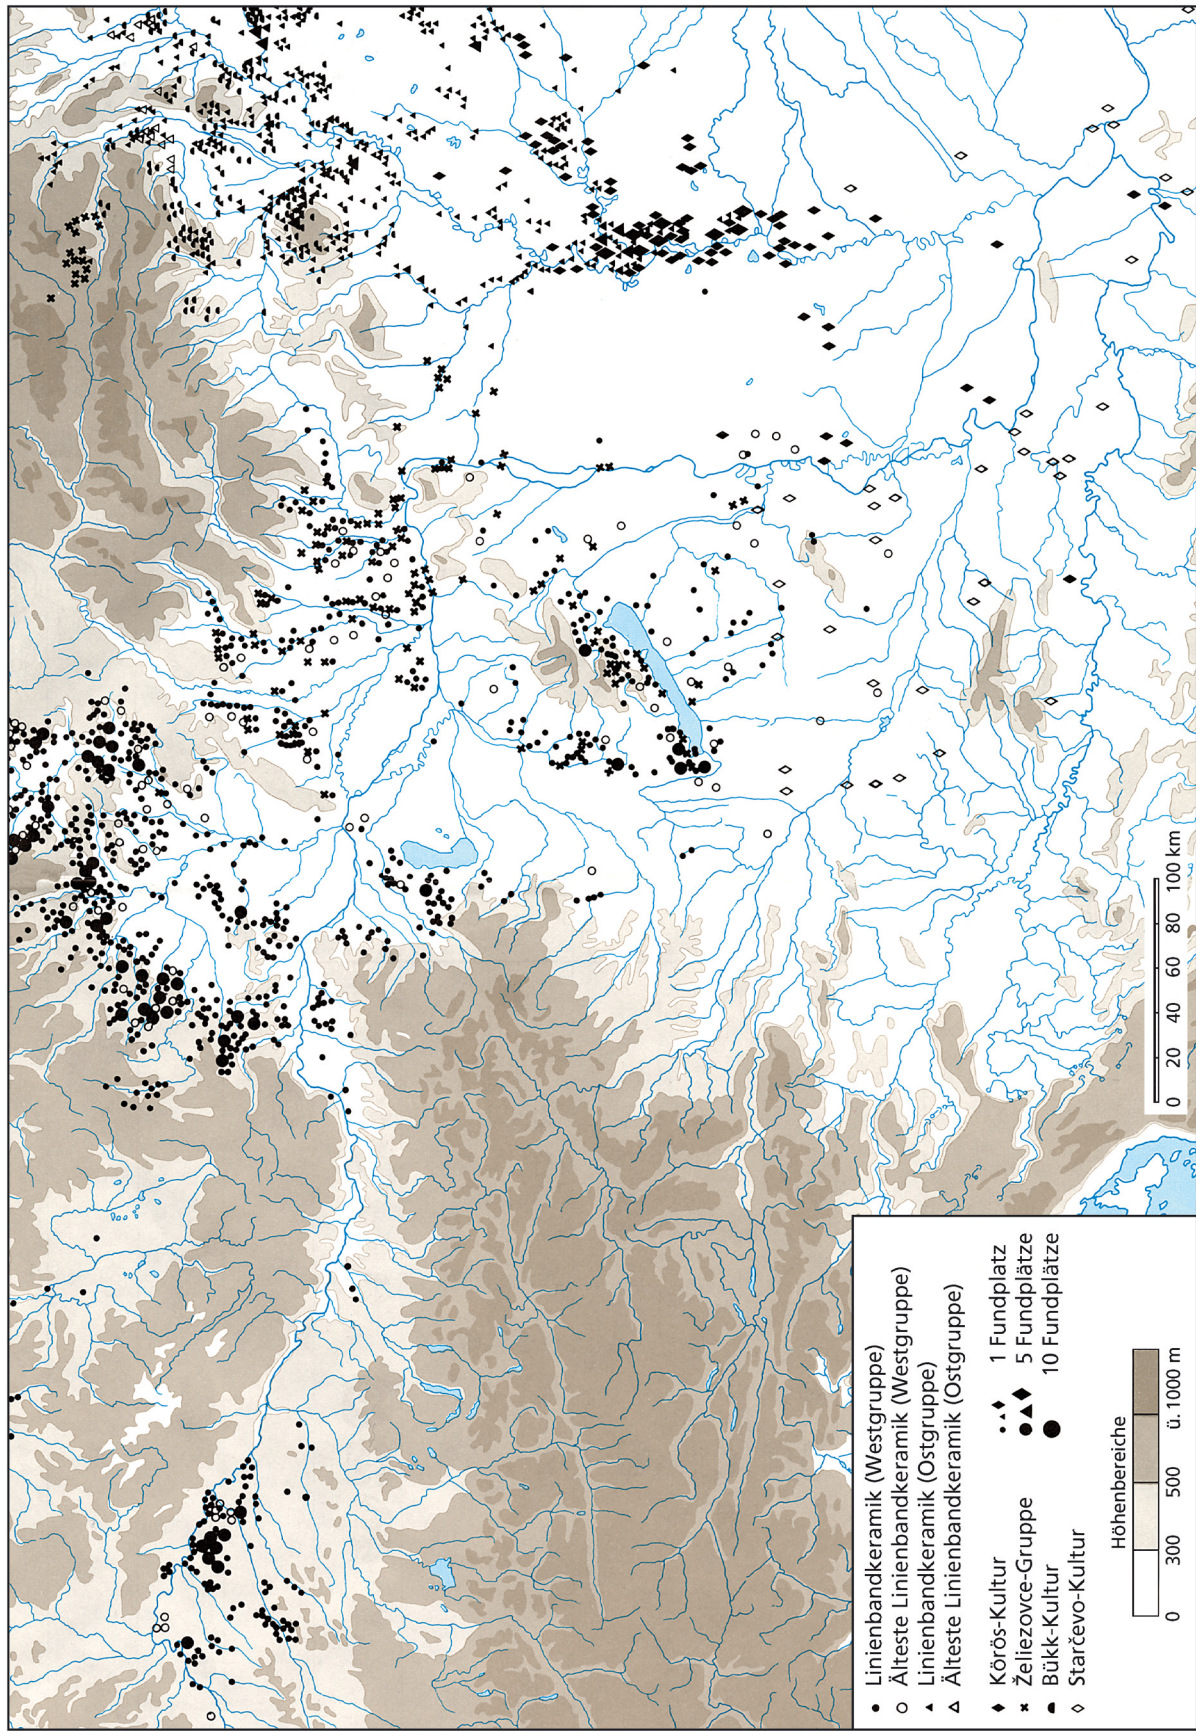 Linienbandkeramik (Westgruppe)
Älteste Linienbandkeramik (Westgruppe)
Linienbandkeramik (Ostgruppe)
Älteste Linienbandkeramik (Ostgruppe)
Körös-Kultur
Želiezovce-Gruppe
Bükk-Kultur
Starčevo-Kultur
1 Fundplatz
5 Fundplätze
10 Fundplätze
Höhenbereiche
0 300 500 ü.1000 m
0 20 40 60 80 100 km